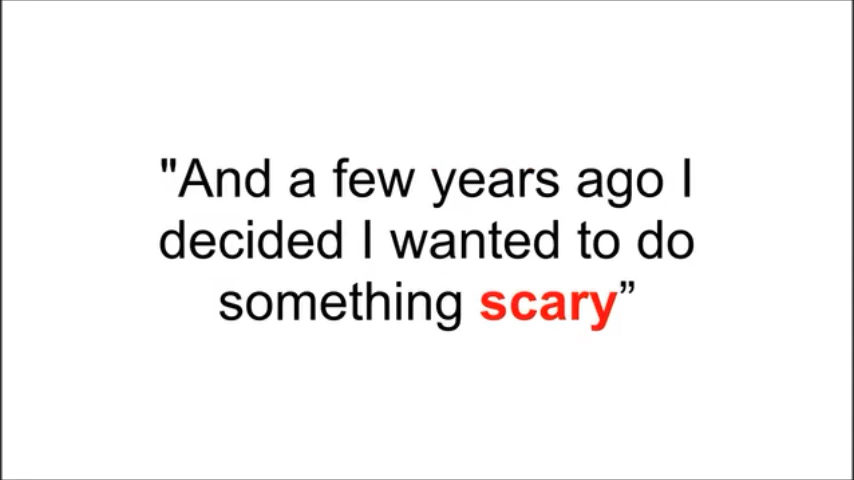 "And a few years ago I
decided I wanted to do
something scary”